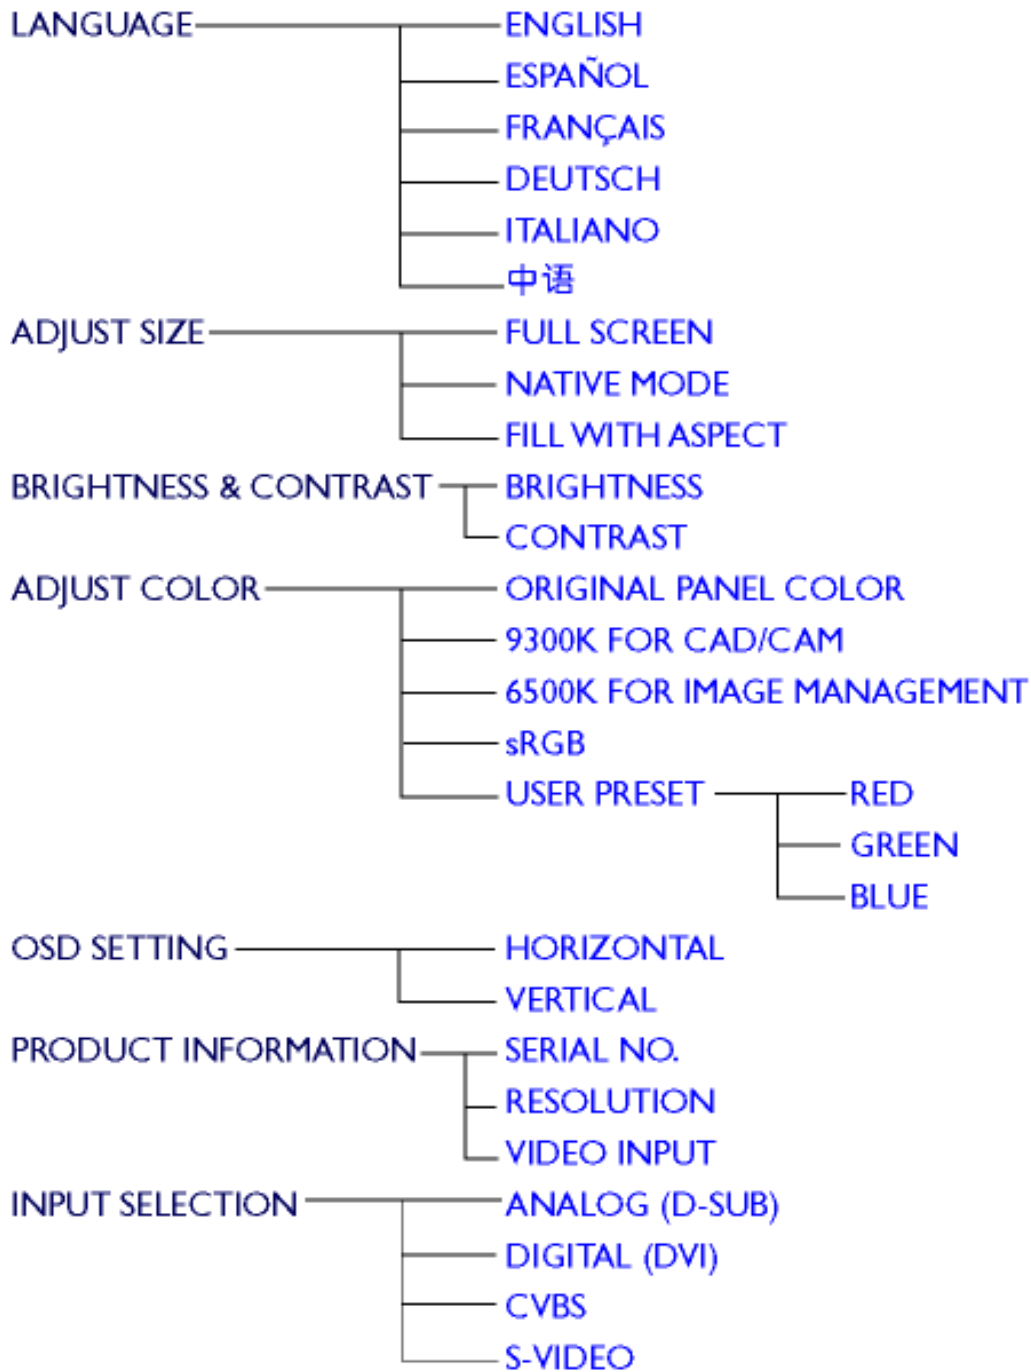 LANGUAGE ENGLISH
ESPAÑOL
FRANÇAIS
DEUTSCH
ITALIANO
中语
ADJUST SIZE FULL SCREEN
NATIVE MODE
FILL WITH ASPECT
BRIGHTNESS & CONTRAST BRIGHTNESS
CONTRAST
ADJUST COLOR ORIGINAL PANEL COLOR
9300K FOR CAD/CAM
6500K FOR IMAGE MANAGEMENT
sRGB
USER PRESET RED
GREEN
BLUE
OSD SETTING HORIZONTAL
VERTICAL
PRODUCT INFORMATION SERIAL NO.
RESOLUTION
VIDEO INPUT
INPUT SELECTION ANALOG (D-SUB)
DIGITAL (DVI)
CVBS
S-VIDEO